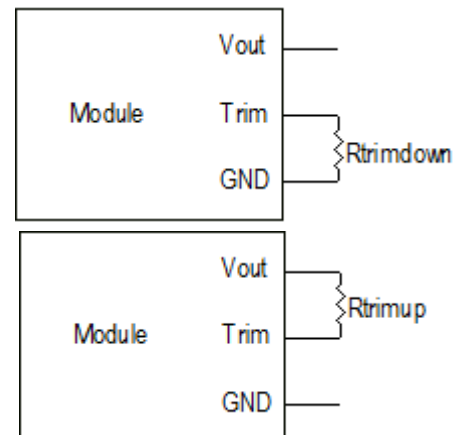 Vout
Module
Trim
Rtrimdown
GND
Vout
Rtrimup
Module
Trim
GND